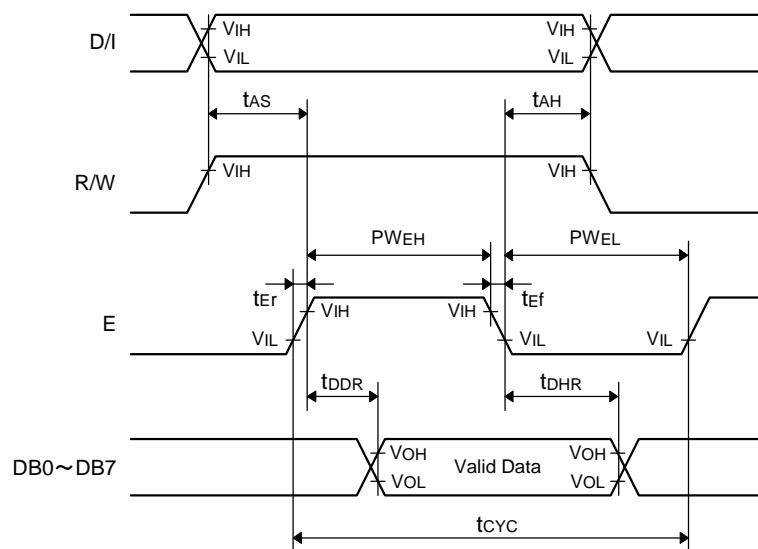 D/I
VIH
VIH
VIL
VIL
tAS
tAH
R/W
VIH
VIH
PWEH
PWEL
tEr
tEf
E
VIH
VIH
VIL
VIL
VIL
tDDR
tDHR
DB0～DB7
VOH
VOH
VOL
Valid Data
VOL
tCYC